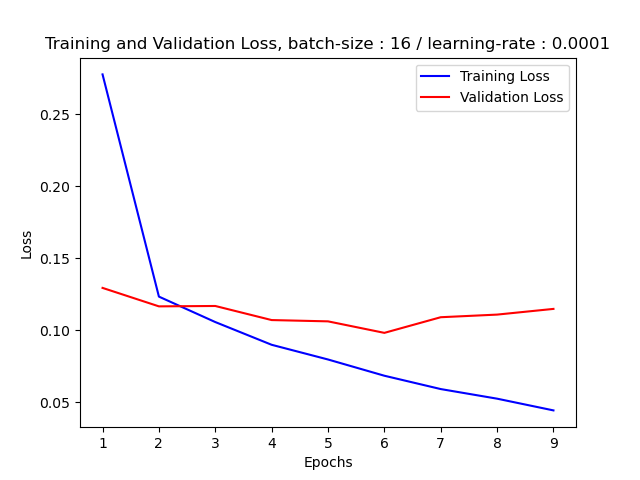 Training and Validation Loss, batch-size : 16 / learning-rate : 0.0001
Training Loss
Validation Loss
0.25
0.20
0.15
0.10
0.05
Loss
1 2 3 4 5 6 7 8 9
Epochs